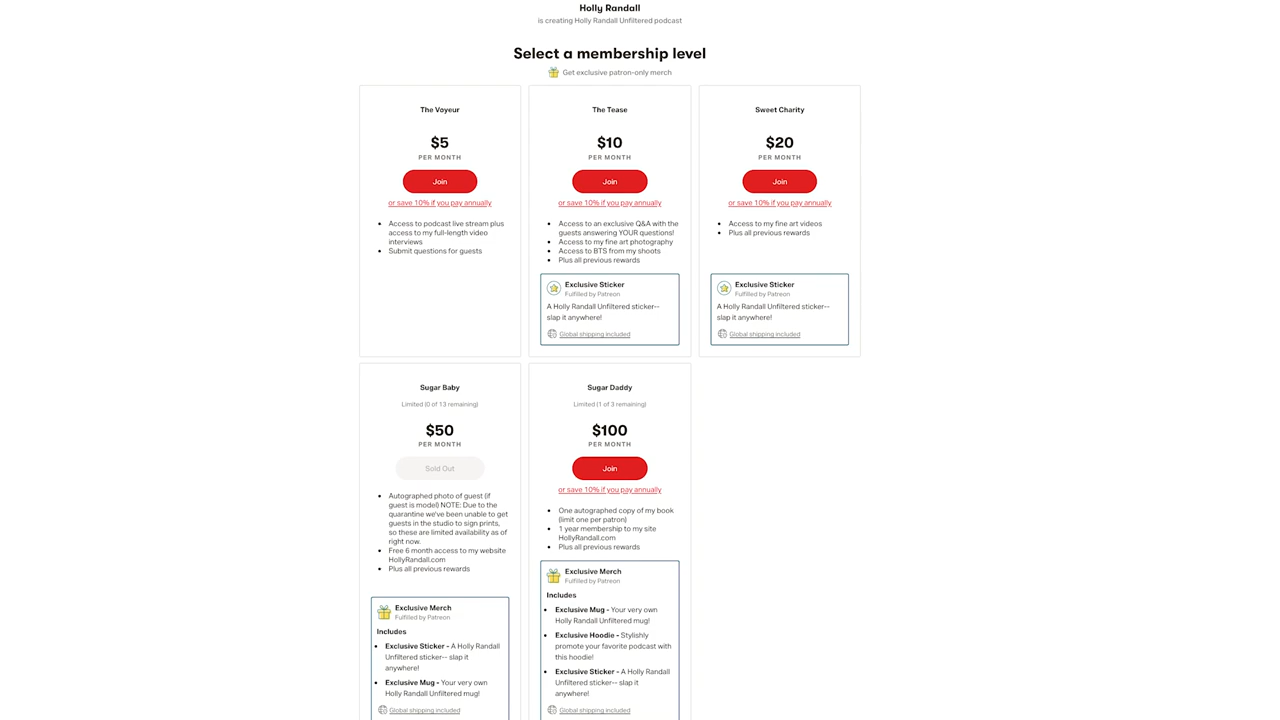 Holly Randall
is creating Holly Randall Unfiltered podcast
Select a membership level
Get exclusive patron-only merch
The Voyeur
$5
PER MONTH
Join
or save 10% if you pay annually
Access to podcast live stream plus
access to my full-length video
interviews
Submit questions for guests
The Tease
$10
PER MONTH
Join
or save 10% if you pay annually
Access to an exclusive Q&A with the
guests answering YOUR questions!
Access to my fine art photography
Access to BTS from my shoots
Plus all previous rewards
Exclusive Sticker
Fulfilled by Patreon
A Holly Randall Unfiltered sticker--
slap it anywhere!
Global shipping included
Sweet Charity
$20
PER MONTH
Join
or save 10% if you pay annually
Access to my fine art videos
Plus all previous rewards
Exclusive Sticker
Fulfilled by Patreon
A Holly Randall Unfiltered sticker--
slap it anywhere!
Global shipping included
Sugar Baby
Limited (0 of 13 remaining)
$50
PER MONTH
Sold Out
Autographed photo of guest (if
guest is model) NOTE: Due to the
quarantine we've been unable to get
guests in the studio to sign prints,
so these are limited availability as of
right now.
Free 6 month access to my website
HollyRandall.com
Plus all previous rewards
Exclusive Merch
Fulfilled by Patreon
Includes
Exclusive Sticker - A Holly Randall
Unfiltered sticker-- slap it
anywhere!
Exclusive Mug - Your very own
Holly Randall Unfiltered mug!
Global shipping included
Sugar Daddy
Limited (1 of 3 remaining)
$100
PER MONTH
Join
or save 10% if you pay annually
One autographed copy of my book
(limit one per patron)
1 year membership to my site
HollyRandall.com
Plus all previous rewards
Exclusive Merch
Fulfilled by Patreon
Includes
Exclusive Mug - Your very own
Holly Randall Unfiltered mug!
Exclusive Hoodie - Stylishly
promote your favorite podcast with
this hoodie!
Exclusive Sticker - A Holly Randall
Unfiltered sticker-- slap it
anywhere!
Global shipping included